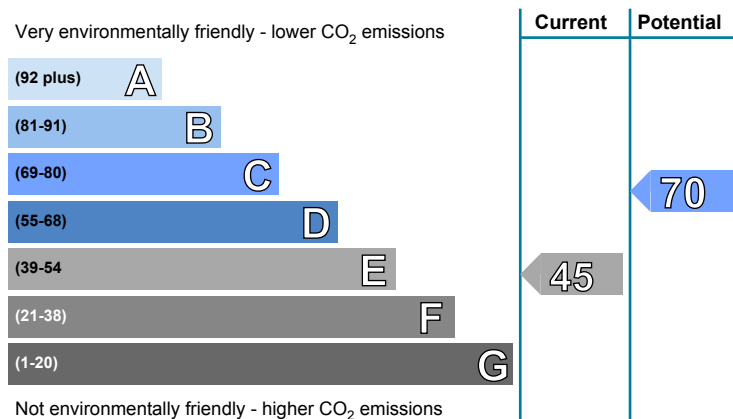 Current Potential
Very environmentally friendly - lower CO₂ emissions
(92 plus) A
(81-91) B
(69-80) C
70
(55-68) D
(39-54 E
45
(21-38) F
(1-20) G
Not environmentally friendly - higher CO₂ emissions